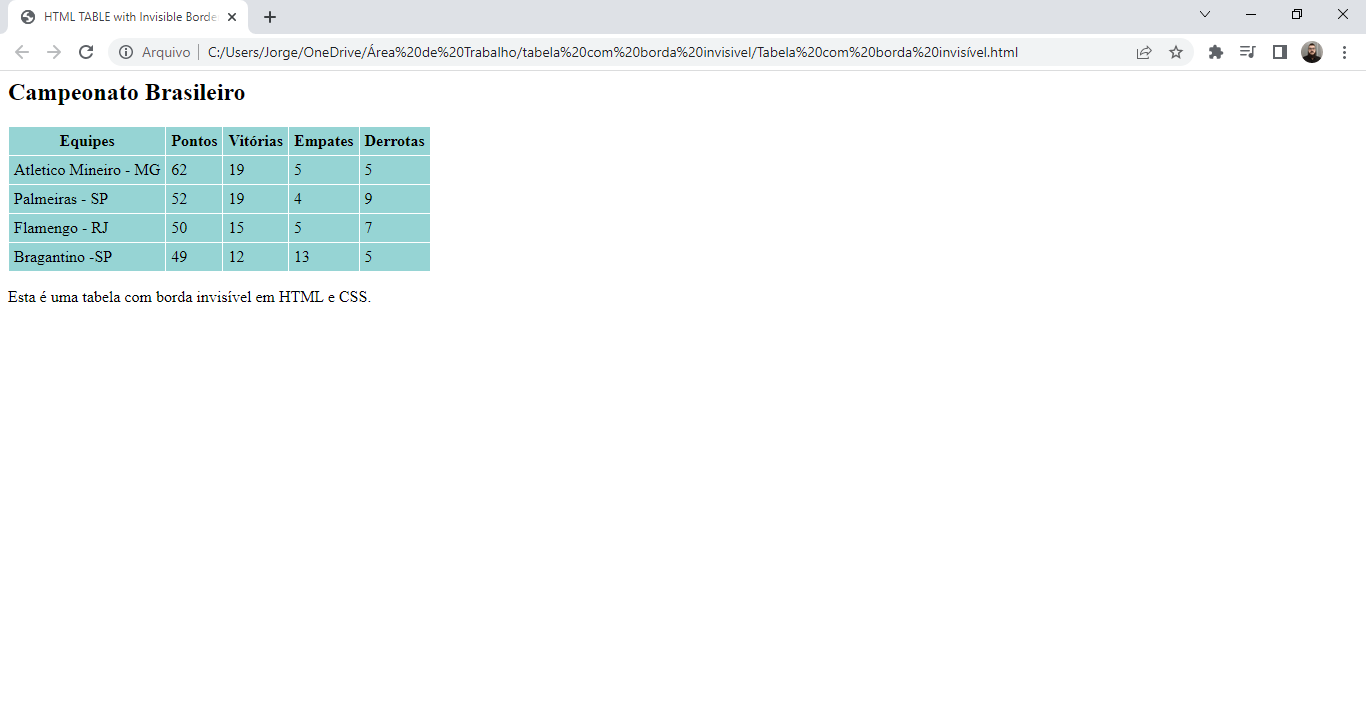 HTML TABLE with Invisible Borde
Arquivo | C:/Users/Jorge/OneDrive/Área%20de%20Trabalho/tabela%20com%20borda%20invisivel/Tabela%20com%20borda%20invisível.html
Campeonato Brasileiro
Equipes Pontos Vitórias Empates Derrotas
Atletico Mineiro - MG 62 19 5 5
Palmeiras - SP 52 19 4 9
Flamengo - RJ 50 15 5 7
Bragantino -SP 49 12 13 5
Esta é uma tabela com borda invisível em HTML e CSS.